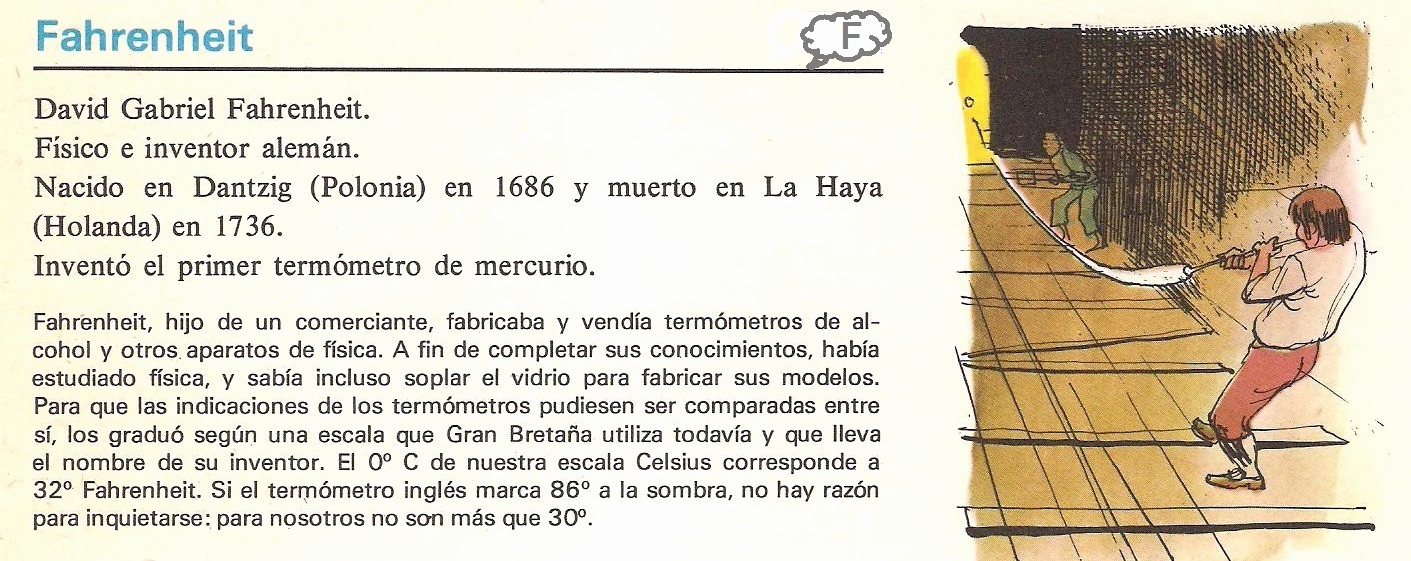 Fahrenheit
F
David Gabriel Fahrenheit.
Físico e inventor alemán.
Nacido en Dantzig (Polonia) en 1686 y muerto en La Haya
(Holanda) en 1736.
Inventó el primer termómetro de mercurio.
Fahrenheit, hijo de un comerciante, fabricaba y vendía termómetros de al-
cohol y otros aparatos de física. A fin de completar sus conocimientos, había
estudiado física, y sabía incluso soplar el vidrio para fabricar sus modelos.
Para que las indicaciones de los termómetros pudiesen ser comparadas entre
sí, los graduó según una escala que Gran Bretaña utiliza todavía y que lleva
el nombre de su inventor. El 0º C de nuestra escala Celsius corresponde a
32º Fahrenheit. Si el termómetro inglés marca 86º a la sombra, no hay razón
para inquietarse: para nosotros no son más que 30º.